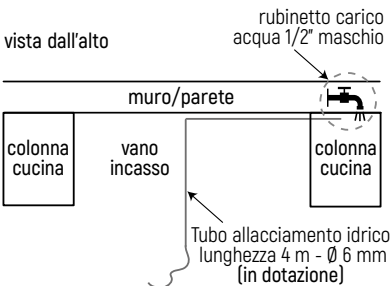 vista dall'alto
rubinetto carico
acqua 1/2" maschio
muro/parete
colonna
cucina
vano
incasso
colonna
cucina
Tubo allacciamento idrico
lunghezza 4 m - Ø 6 mm
(in dotazione)